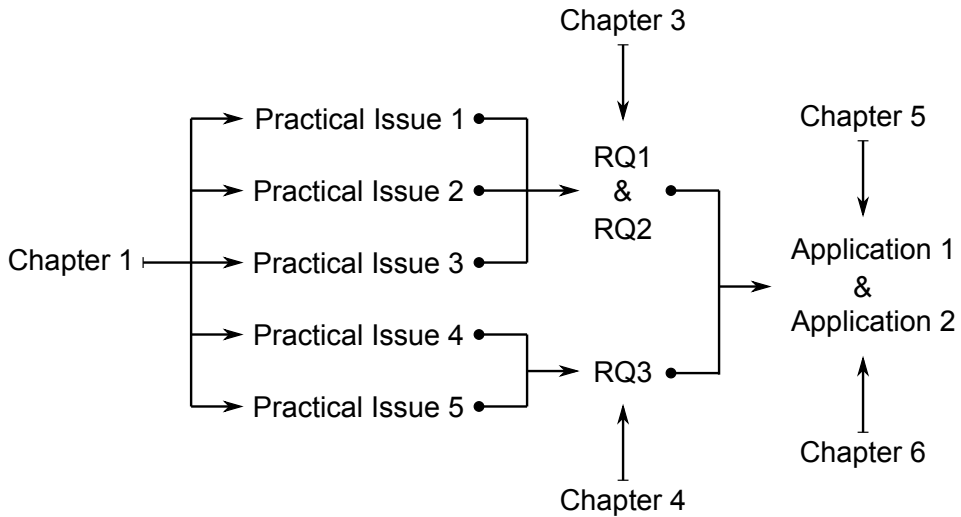 Chapter 3
Practical Issue 1
Chapter 5
RQ1
&
RQ2
Practical Issue 2
Chapter 1
Practical Issue 3
Application 1
&
Application 2
Practical Issue 4
RQ3
Practical Issue 5
Chapter 6
Chapter 4